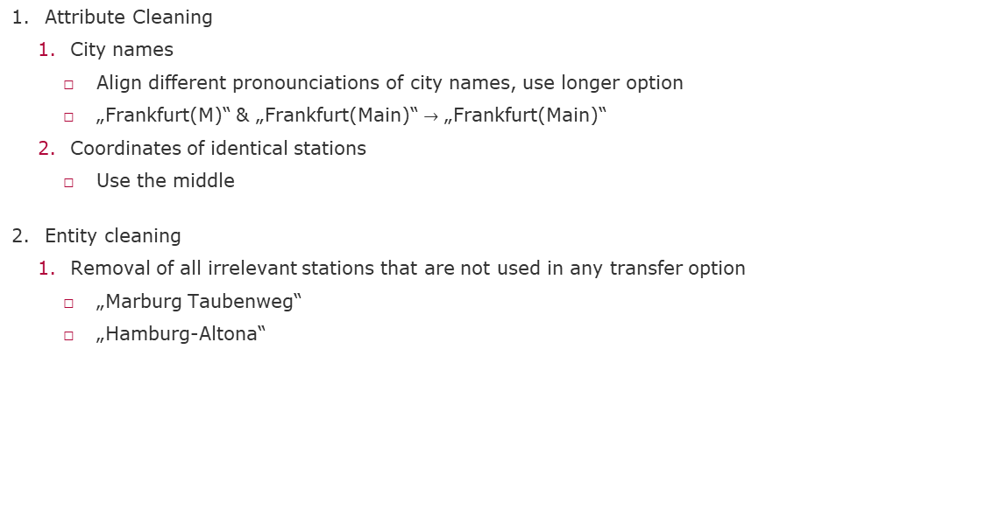 1. Attribute Cleaning
1. City names
□ Align different pronounciations of city names, use longer option
□ „Frankfurt(M)‟ & „Frankfurt(Main)‟ → „Frankfurt(Main)‟
2. Coordinates of identical stations
□ Use the middle
2. Entity cleaning
1. Removal of all irrelevant stations that are not used in any transfer option
□ „Marburg Taubenweg‟
□ „Hamburg-Altona‟